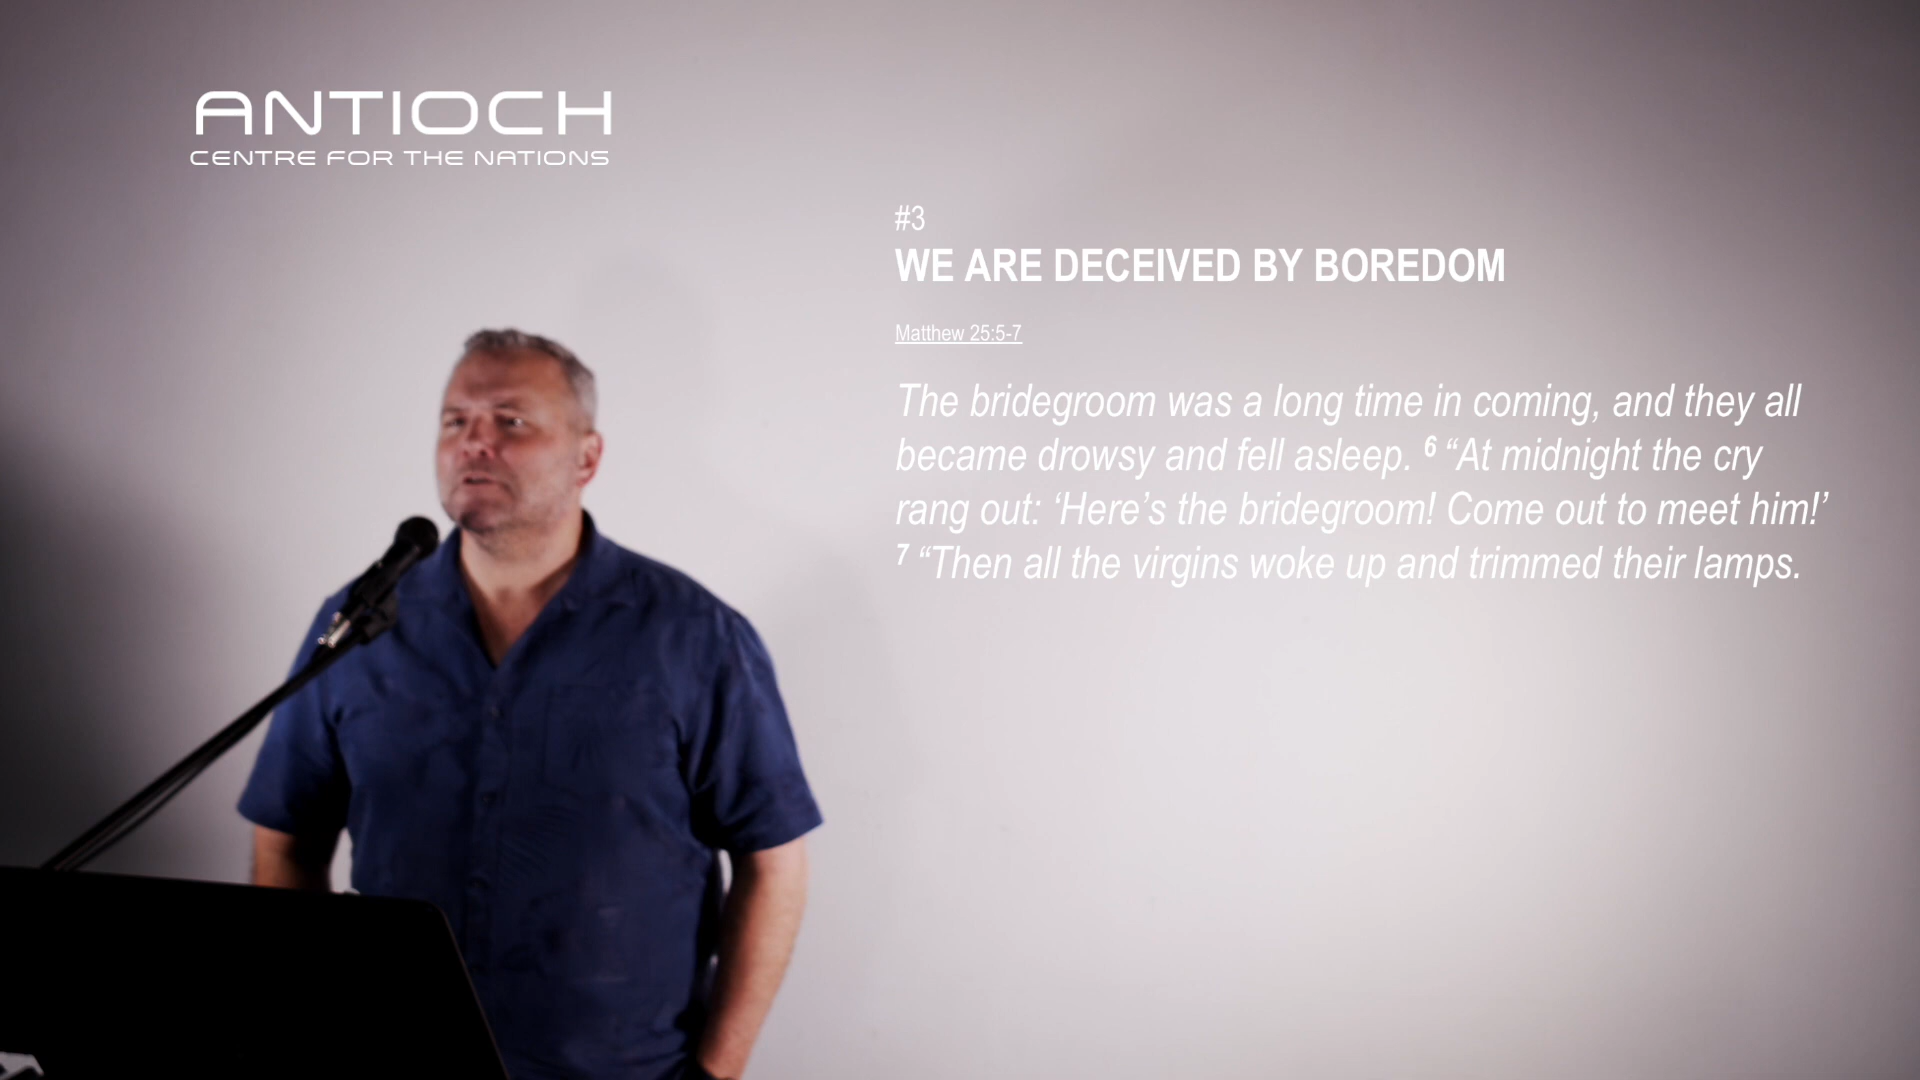 ANTIOCH
CENTRE FOR THE NATIONS
#3
WE ARE DECEIVED BY BOREDOM
Matthew 25:5-7
The bridegroom was a long time in coming, and they all
became drowsy and fell asleep. ⁶ “At midnight the cry
rang out: ‘Here’s the bridegroom! Come out to meet him!’
⁷ “Then all the virgins woke up and trimmed their lamps.